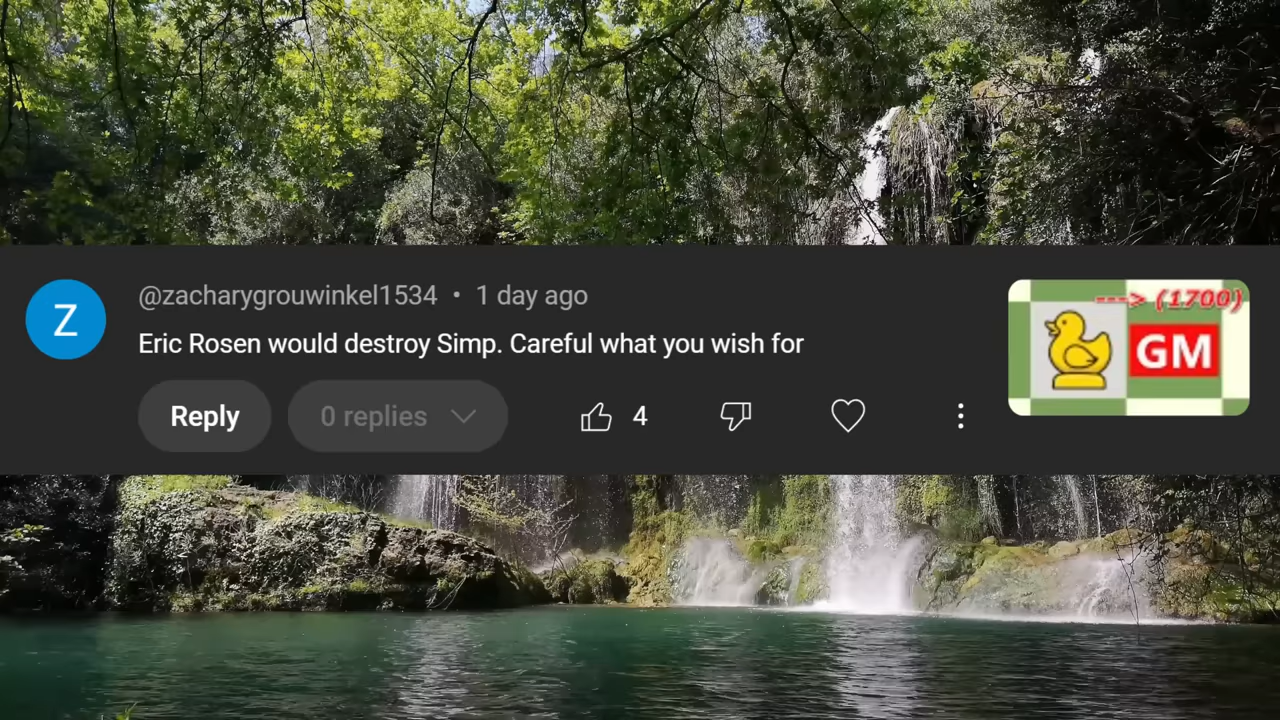 @zacharygrouwinkel1534 • 1 day ago
Eric Rosen would destroy Simp. Careful what you wish for
Reply
0 replies
4
Z
---> (1700)
GM